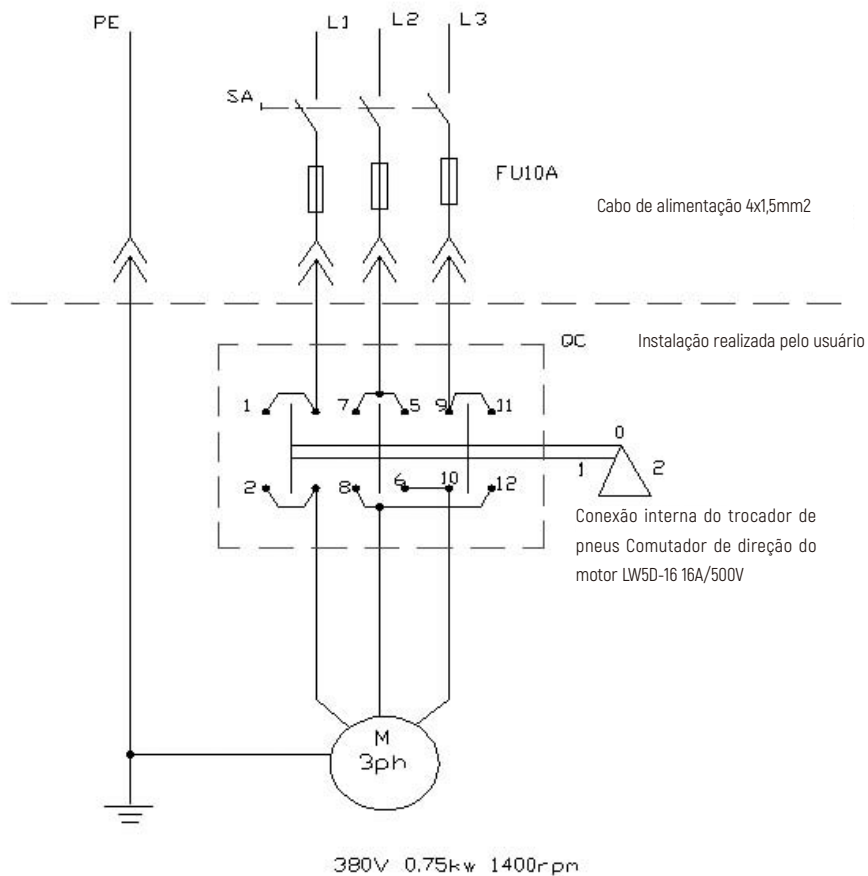 PE
L1
L2
L3
SA
FU10A
Cabo de alimentação 4x1,5mm2
Instalação realizada pelo usuário
QC
1 7 5 9 11
0
1 2
2 8 6 10 12
Conexão interna do trocador de
pneus Comutador de direção do
motor LW5D-16 16A/500V
M
3ph
380V 0.75kw 1400rpm